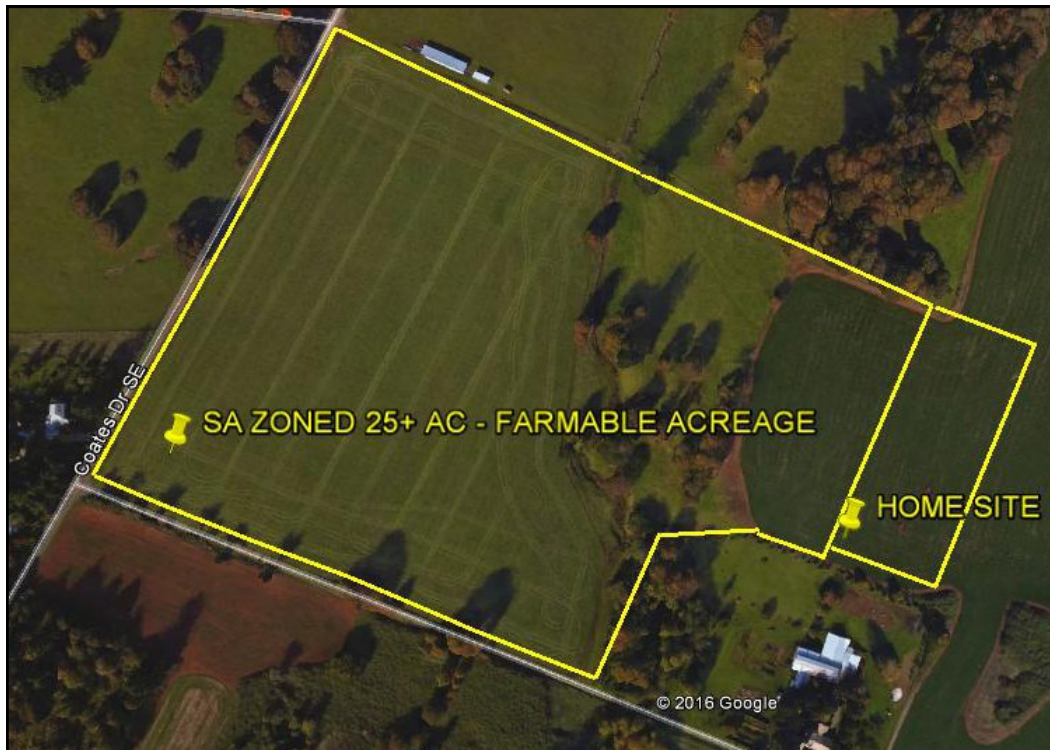 Coates Dr SE
SA ZONED 25+ AC - FARMABLE ACREAGE
HOME SITE
© 2016 Google